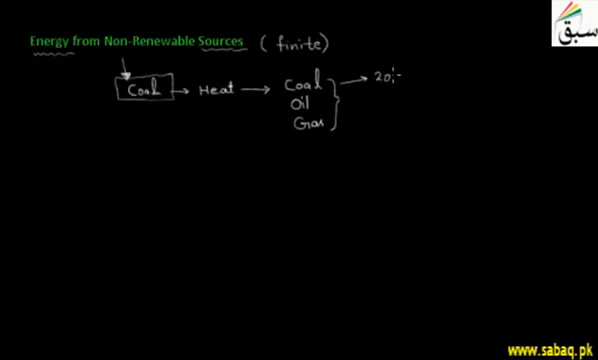 سبق
Energy from Non-Renewable Sources (finite)
Coal → Heat → Coal → 20%
Oil
Gas
www.sabaq.pk